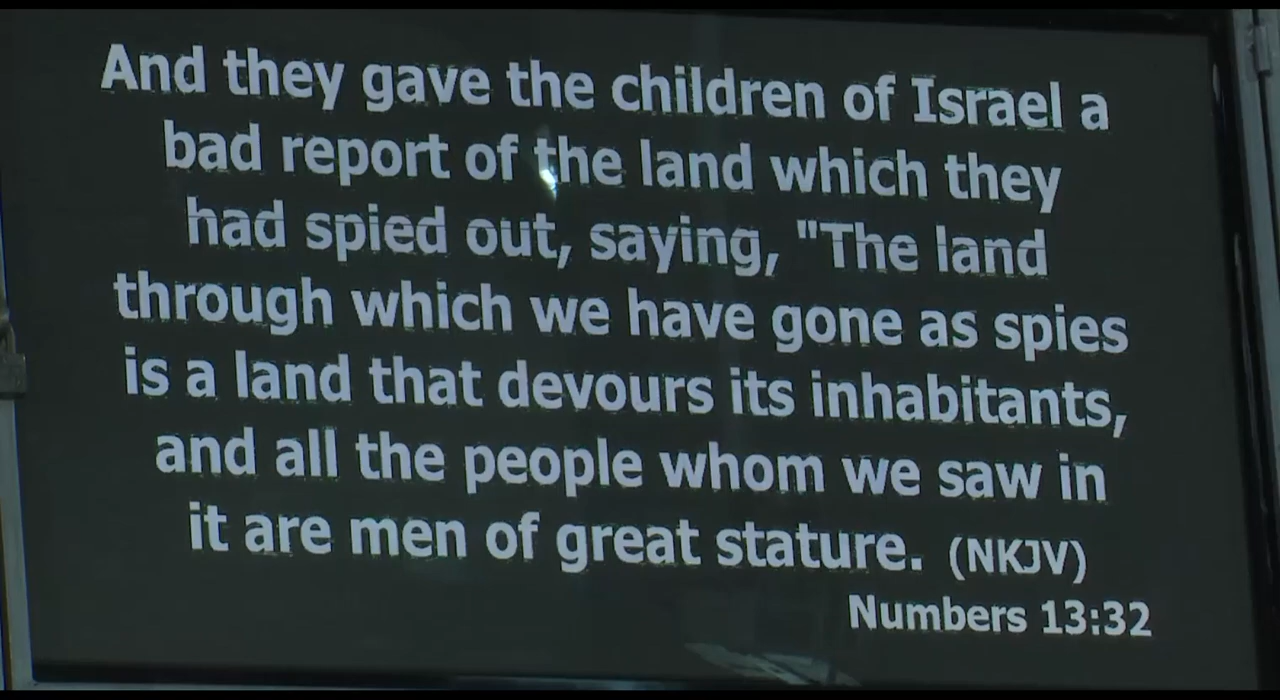 And they gave the children of Israel a
bad report of the land which they
had spied out, saying, "The land
through which we have gone as spies
is a land that devours its inhabitants,
and all the people whom we saw in
it are men of great stature. (NKJV)
Numbers 13:32